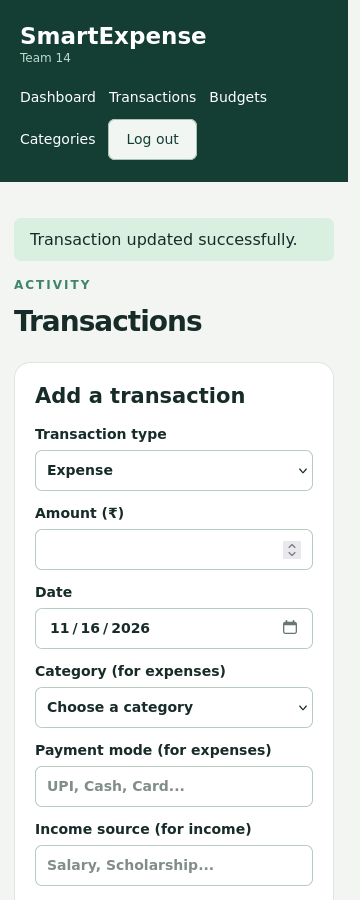 SmartExpense
Team 14
Dashboard Transactions Budgets
Categories Log out
Transaction updated successfully.
ACTIVITY
Transactions
Add a transaction
Transaction type
Expense
Amount (₹)
Date
11/16/2026
Category (for expenses)
Choose a category
Payment mode (for expenses)
UPI, Cash, Card...
Income source (for income)
Salary, Scholarship...